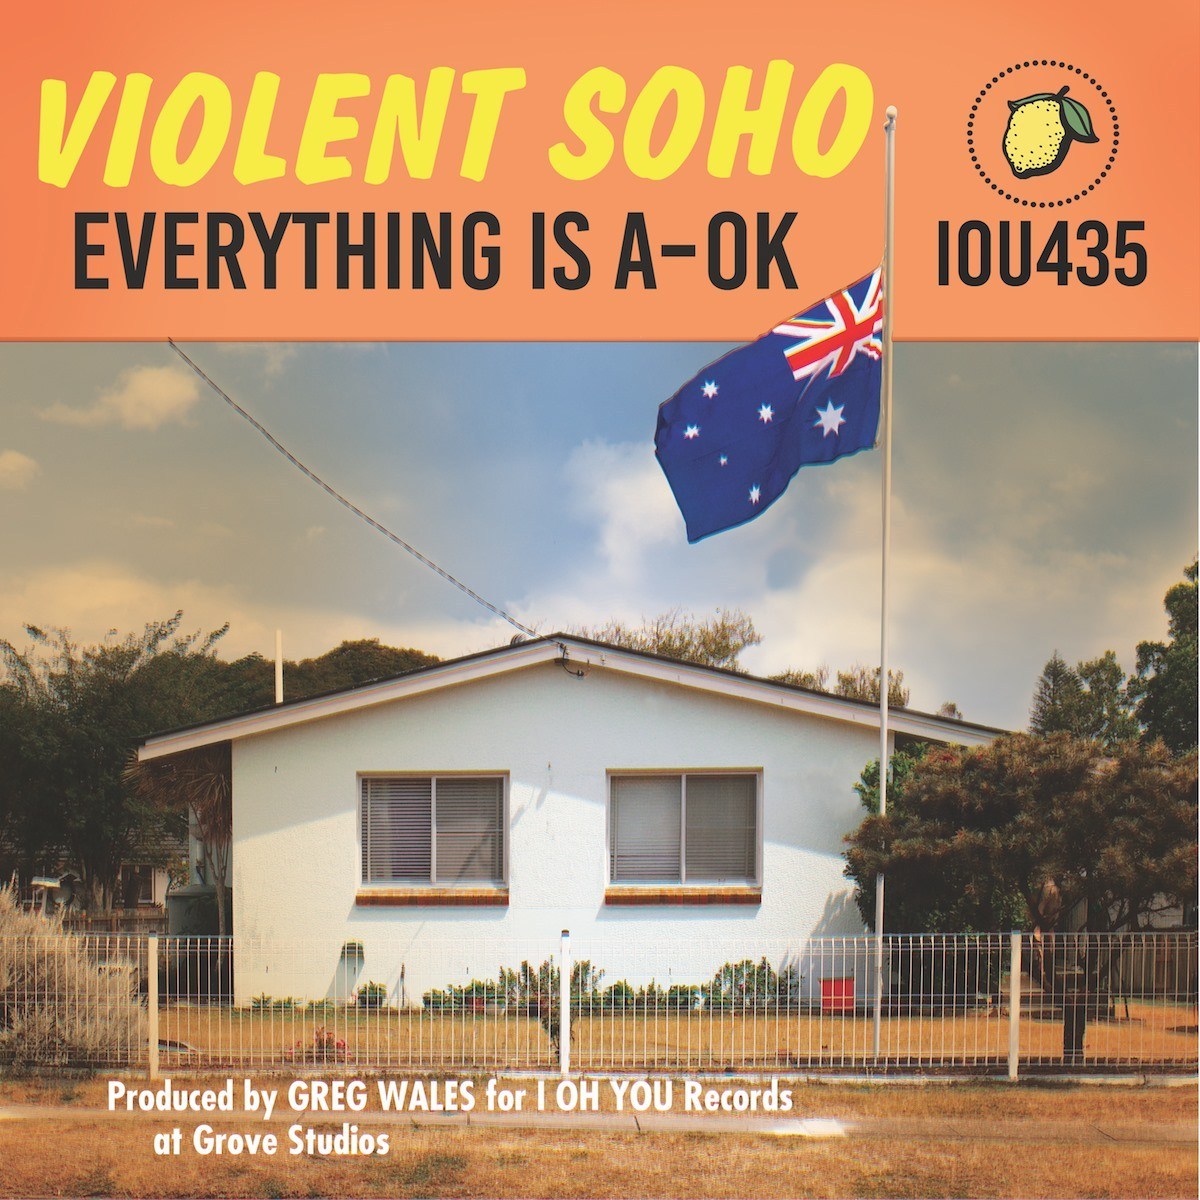 VIOLENT SOHO
EVERYTHING IS A-OK
IOU435
Produced by GREG WALES for I OH YOU Records
at Grove Studios